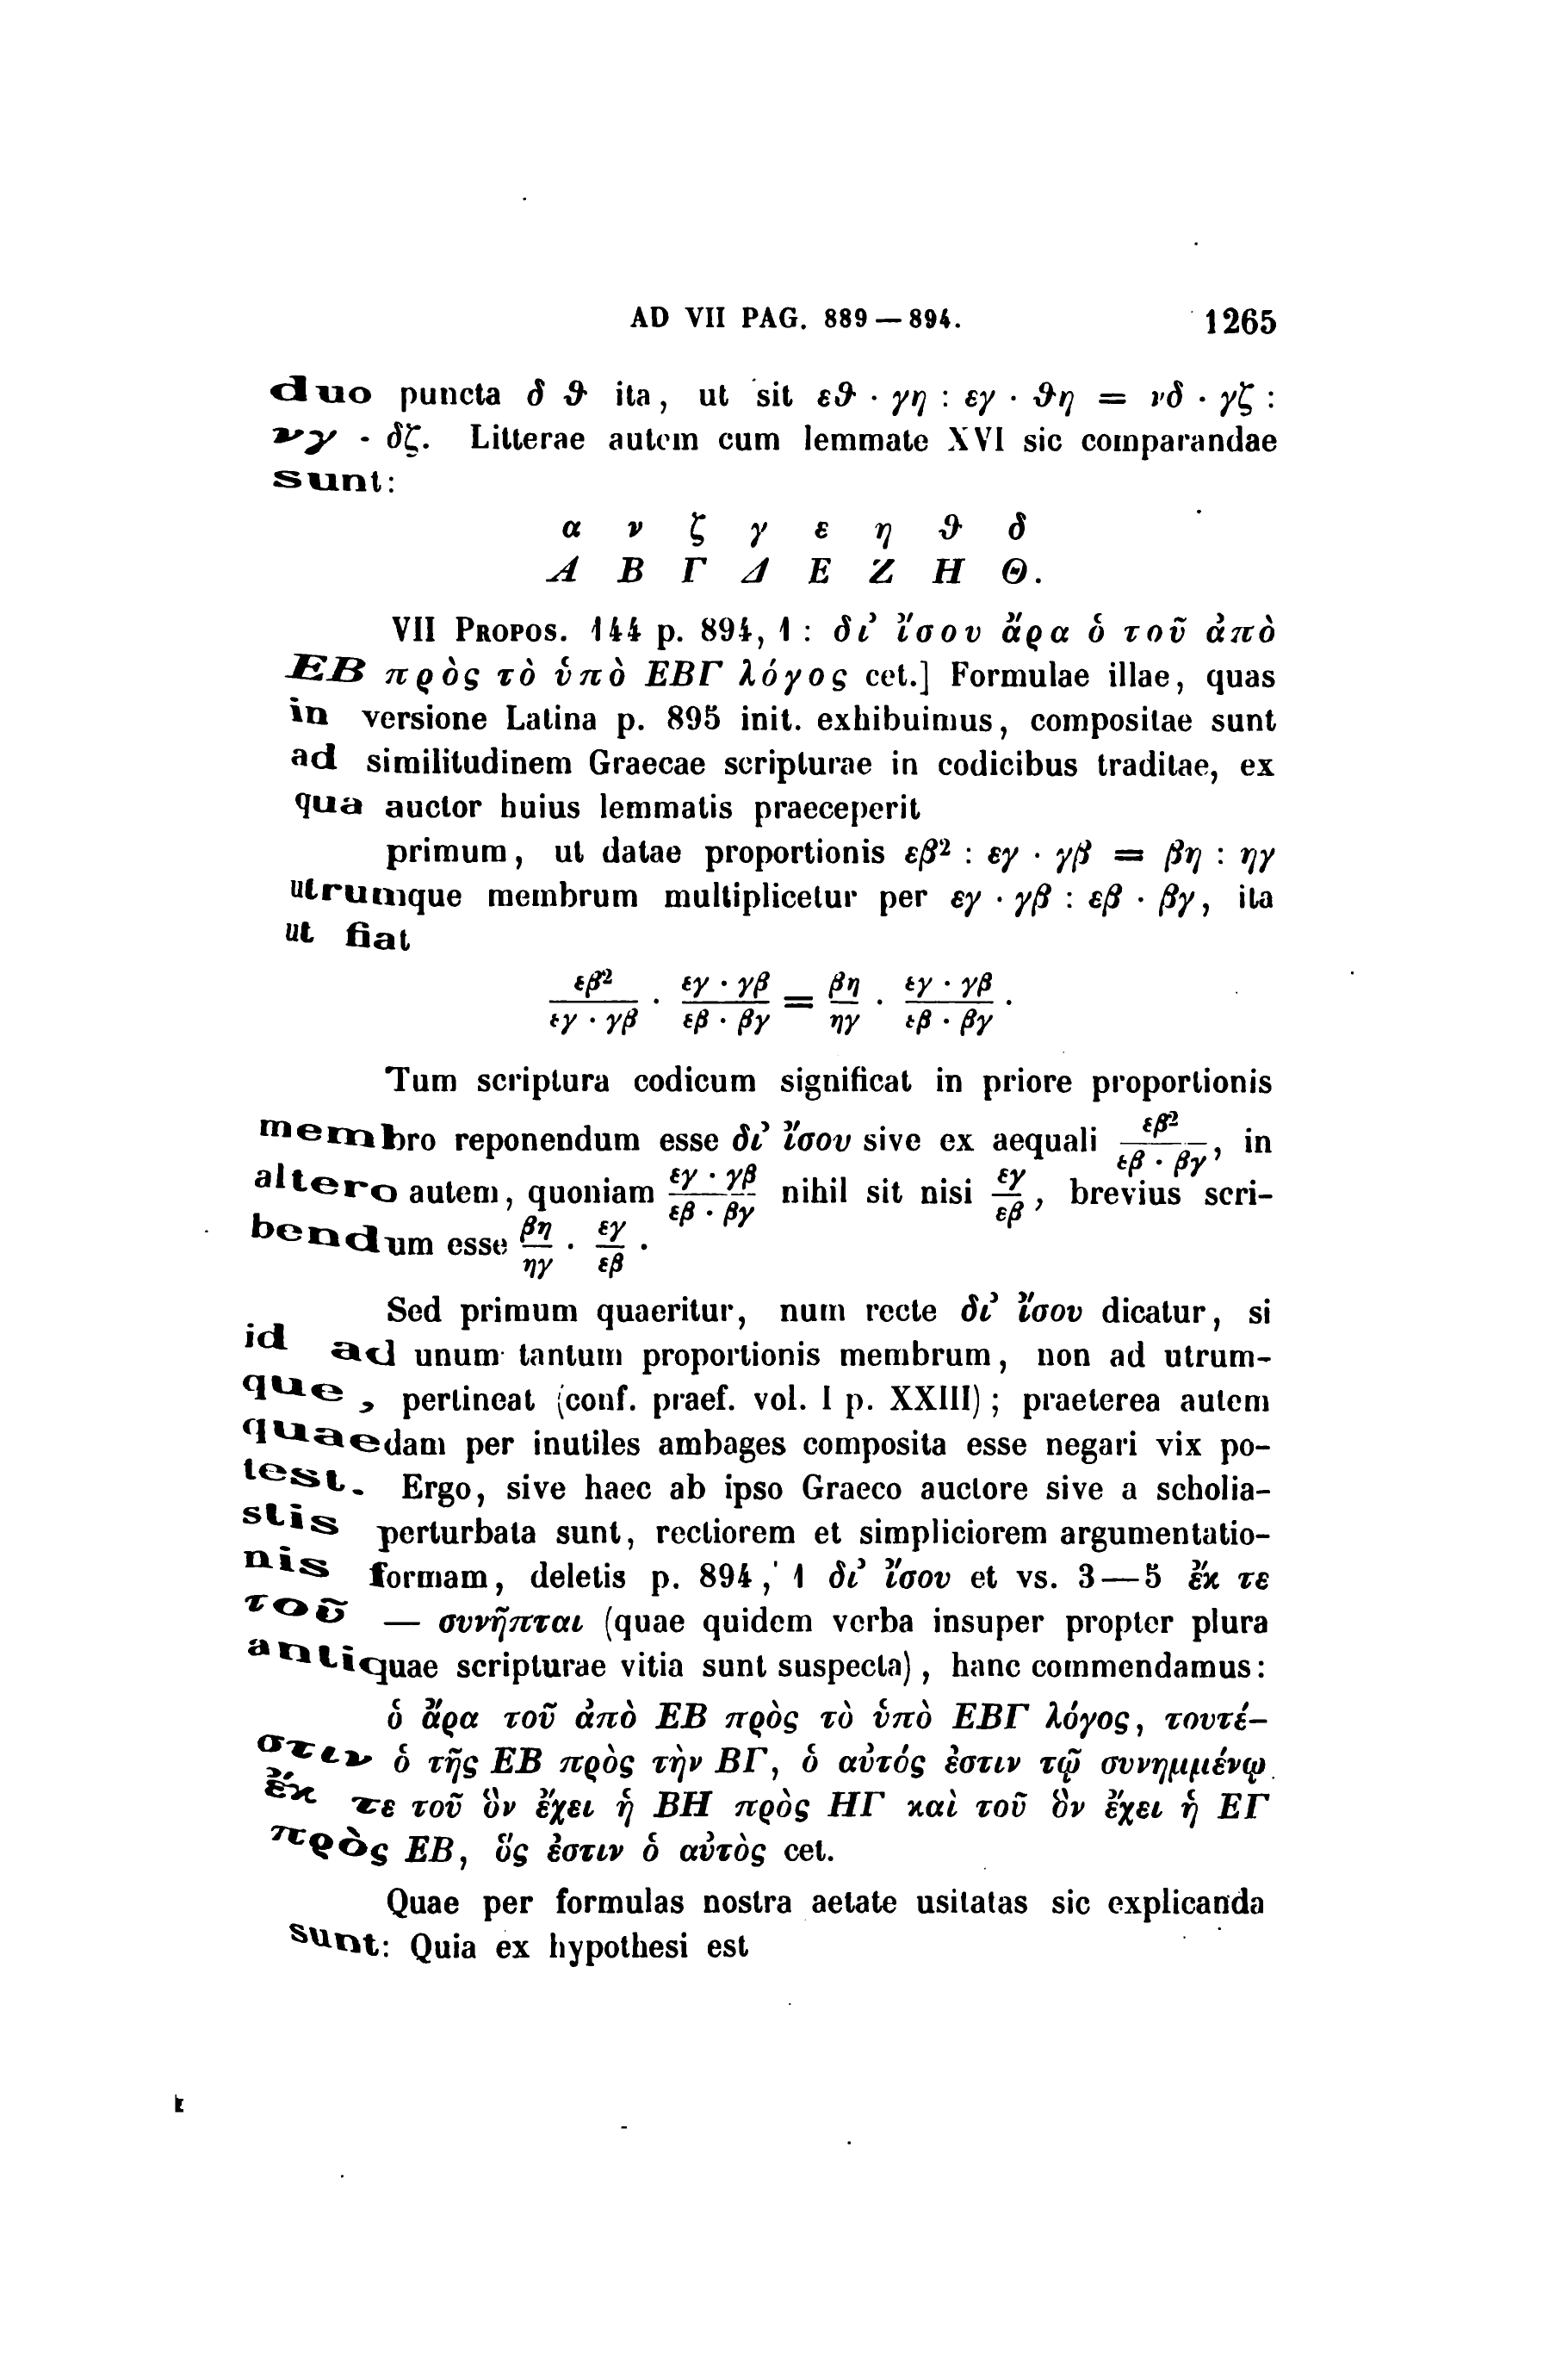 AD VII PAG. 889 — 894. 1265
duo puncta δ ϑ ita, ut sit εϑ · γη : εγ · ϑη = νδ · γζ :
νγ · δζ. Litterae autem cum lemmate XVI sic comparandae
sunt:
α ν ζ γ ε η ϑ δ
Α Β Γ Δ Ε Ζ Η Θ.
VII Propos. 144 p. 894, 1 : δι' ἴσου ἄρα ὁ τοῦ ἀπὸ
ΕΒ πρὸς τὸ ὑπὸ ΕΒΓ λόγος cet.] Formulae illae, quas
in versione Latina p. 895 init. exhibuimus, compositae sunt
ad similitudinem Graecae scripturae in codicibus traditae, ex
qua auctor huius lemmatis praeceperit
primum, ut datae proportionis εβ² : εγ · γβ = βη : ηγ
utrumque membrum multiplicetur per εγ · γβ : εβ · βγ, ita
ut fiat
εβ²/(εγ · γβ) · (εγ · γβ)/(εβ · βγ) = βη/ηγ · (εγ · γβ)/(εβ · βγ).
Tum scriptura codicum significat in priore proportionis
membro reponendum esse δι' ἴσου sive ex aequali εβ²/(εβ · βγ), in
altero autem, quoniam (εγ · γβ)/(εβ · βγ) nihil sit nisi εγ/εβ, brevius scri-
bendum esse βη/ηγ · εγ/εβ.
Sed primum quaeritur, num recte δι' ἴσου dicatur, si
id ad unum tantum proportionis membrum, non ad utrum-
que, pertineat (conf. praef. vol. I p. XXIII); praeterea autem
quaedam per inutiles ambages composita esse negari vix po-
test. Ergo, sive haec ab ipso Graeco auctore sive a scholia-
stis perturbata sunt, rectiorem et simpliciorem argumentatio-
nis formam, deletis p. 894, 1 δι' ἴσου et vs. 3—5 ἔκ τε
τοῦ — συνῆπται (quae quidem verba insuper propter plura
antiquae scripturae vitia sunt suspecta), hanc commendamus:
ὁ ἄρα τοῦ ἀπὸ ΕΒ πρὸς τὸ ὑπὸ ΕΒΓ λόγος, τουτέ-
στιν ὁ τῆς ΕΒ πρὸς τὴν ΒΓ, ὁ αὐτός ἐστιν τῷ συνημμένῳ
ἔκ τε τοῦ ὃν ἔχει ἡ ΒΗ πρὸς ΗΓ καὶ τοῦ ὃν ἔχει ἡ ΕΓ
πρὸς ΕΒ, ὅς ἐστιν ὁ αὐτὸς cet.
Quae per formulas nostra aetate usitatas sic explicanda
sunt: Quia ex hypothesi est